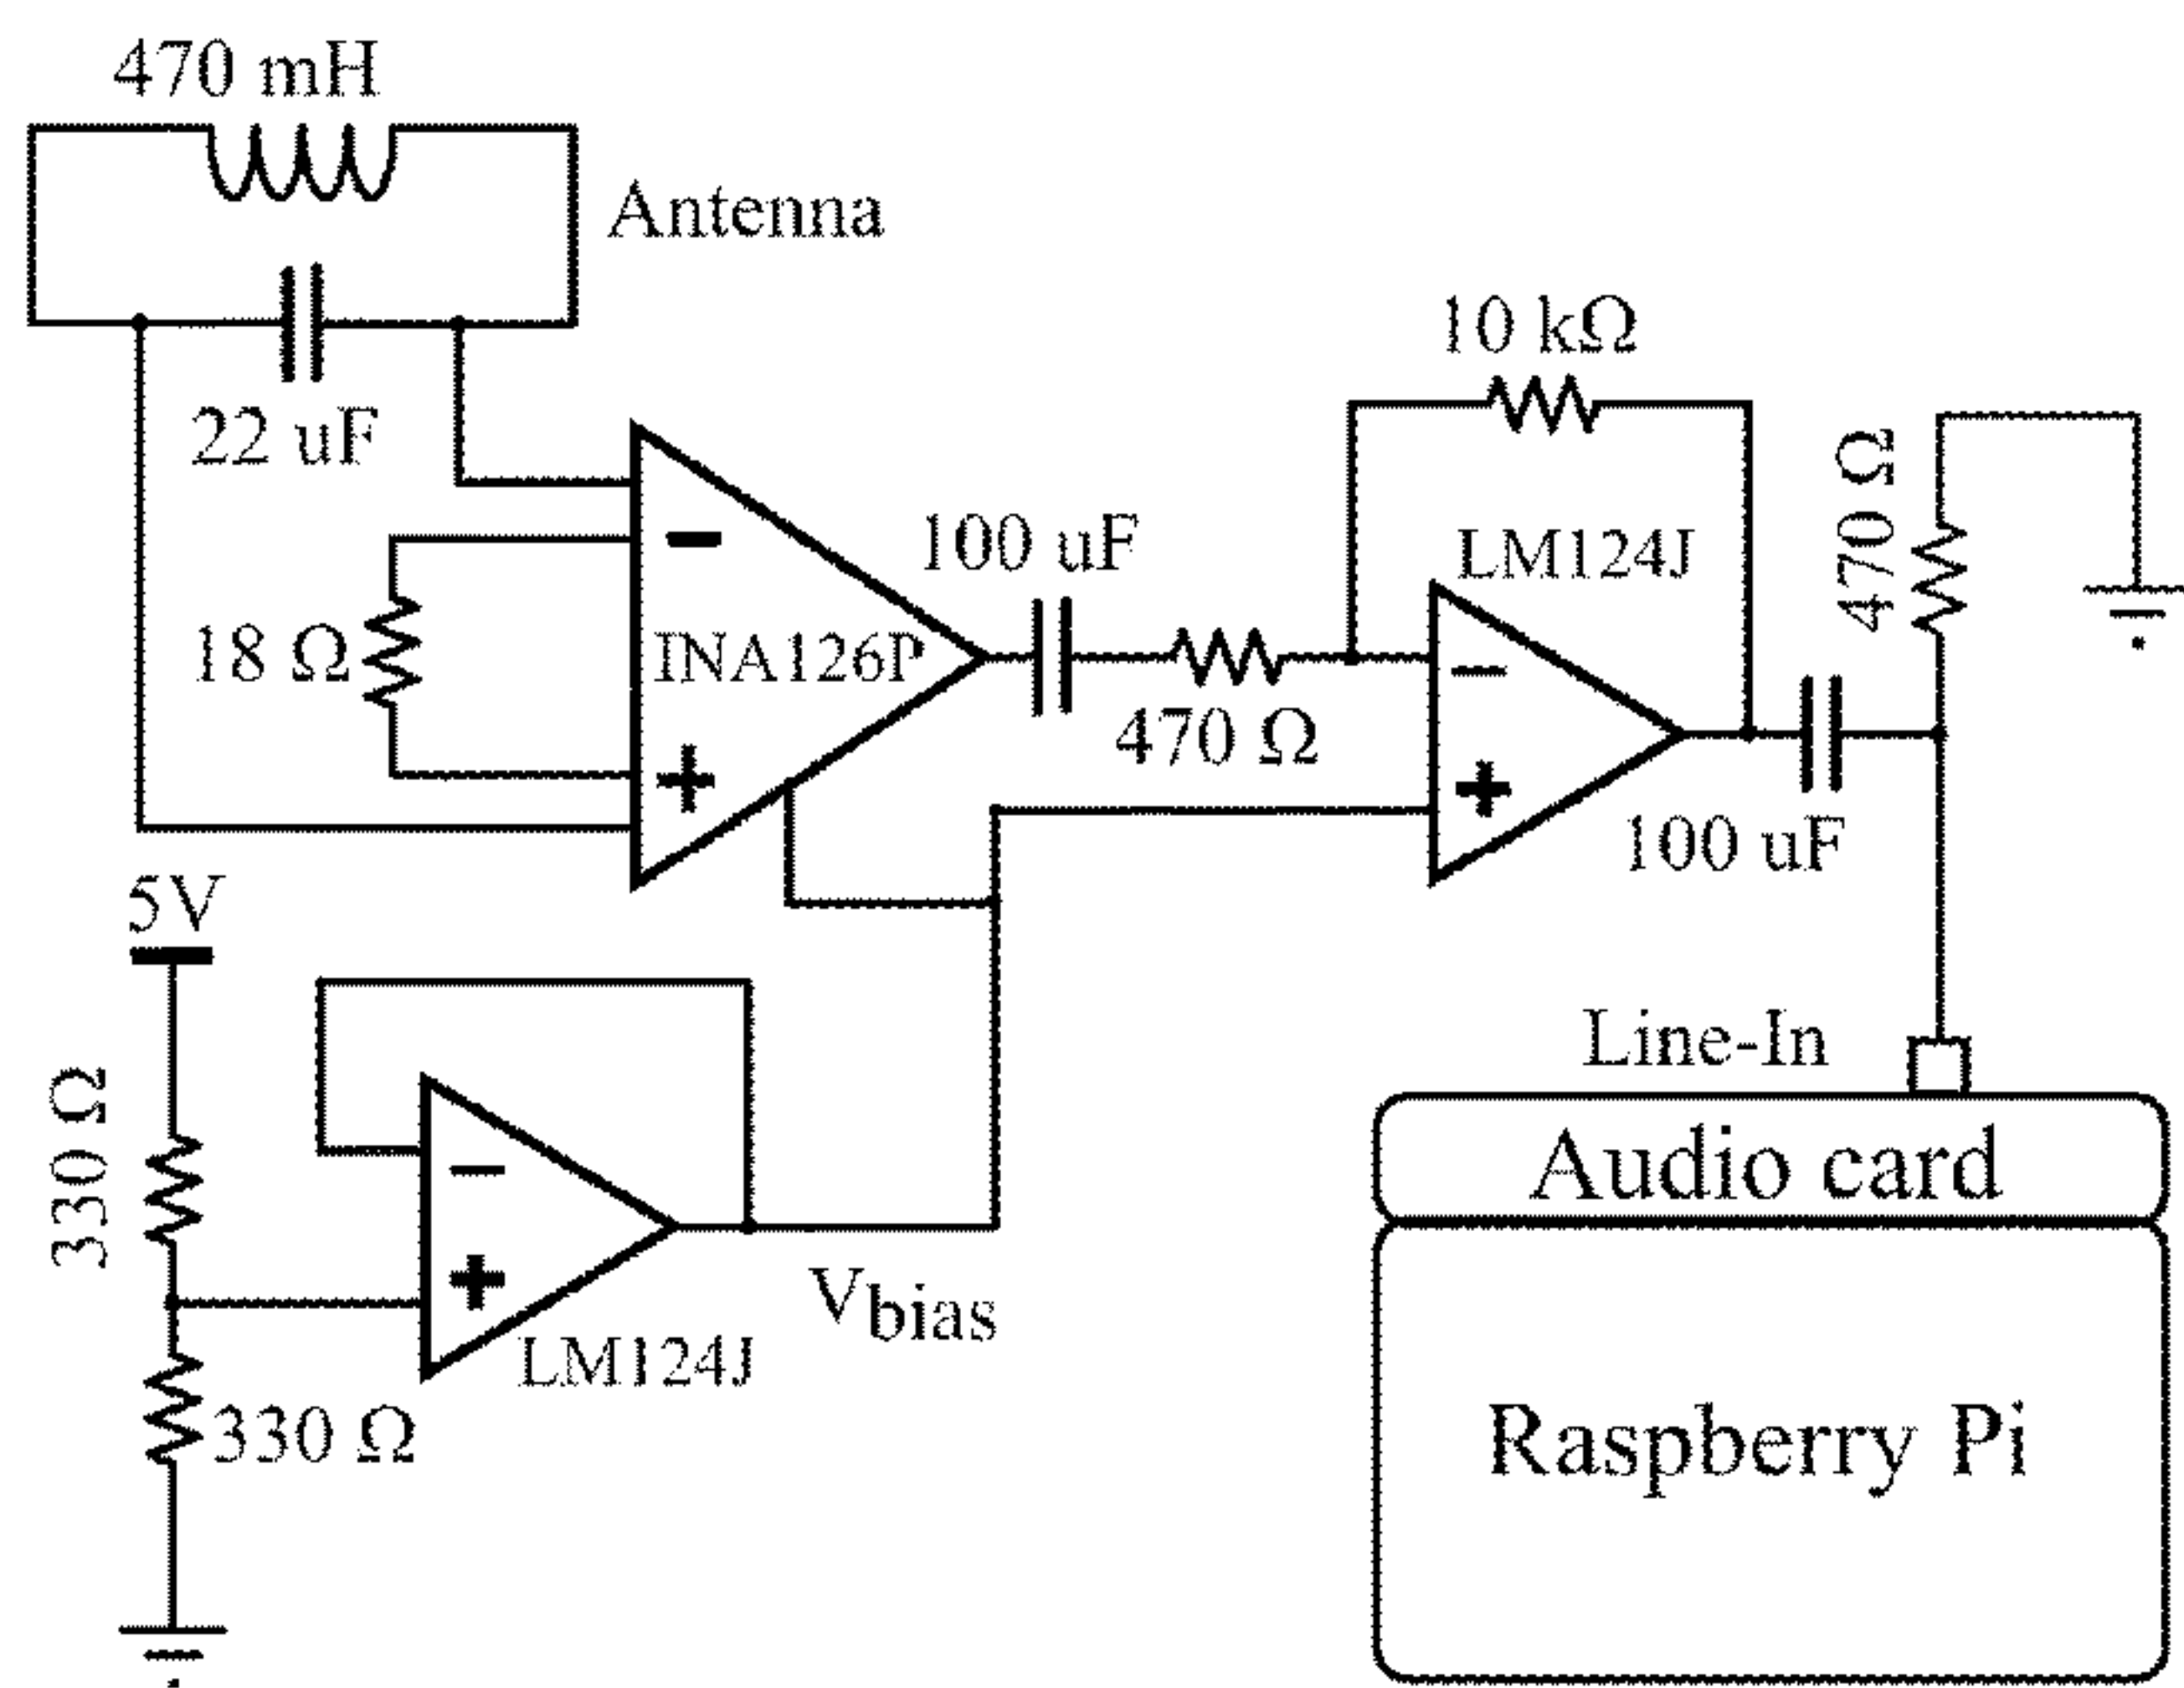 470 mH
Antenna
22 uF
10 kΩ
470 Ω
100 uF
LM124J
18 Ω
INA126P
−
+
470 Ω
−
+
100 uF
5V
330 Ω
−
+
LM124J
Vbias
330 Ω
Line-In
Audio card
Raspberry Pi